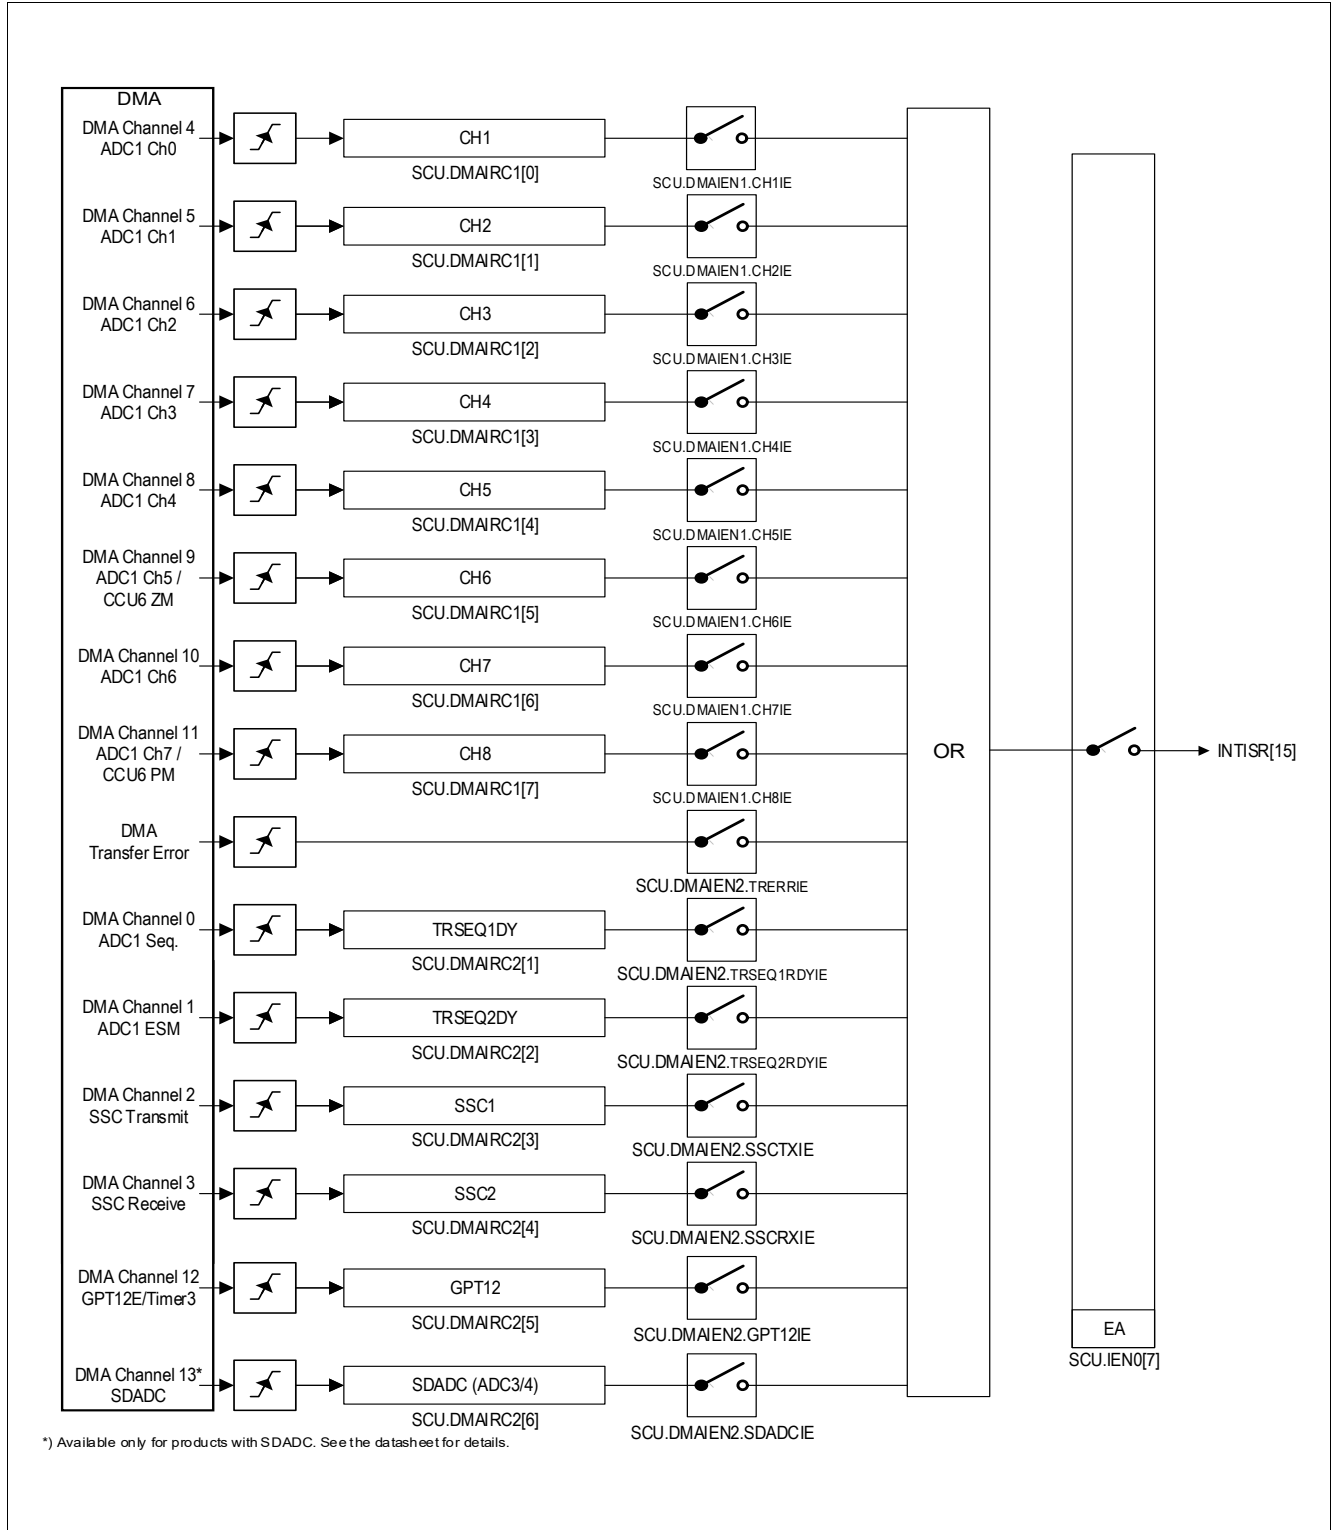 DMA
DMA Channel 4
ADC1 Ch0
CH1
SCU.DMAIRC1[0]
SCU.DMAIEN1.CH1IE
DMA Channel 5
ADC1 Ch1
CH2
SCU.DMAIRC1[1]
SCU.DMAIEN1.CH2IE
DMA Channel 6
ADC1 Ch2
CH3
SCU.DMAIRC1[2]
SCU.DMAIEN1.CH3IE
DMA Channel 7
ADC1 Ch3
CH4
SCU.DMAIRC1[3]
SCU.DMAIEN1.CH4IE
DMA Channel 8
ADC1 Ch4
CH5
SCU.DMAIRC1[4]
SCU.DMAIEN1.CH5IE
DMA Channel 9
ADC1 Ch5 /
CCU6 ZM
CH6
SCU.DMAIRC1[5]
SCU.DMAIEN1.CH6IE
DMA Channel 10
ADC1 Ch6
CH7
SCU.DMAIRC1[6]
SCU.DMAIEN1.CH7IE
DMA Channel 11
ADC1 Ch7 /
CCU6 PM
CH8
SCU.DMAIRC1[7]
SCU.DMAIEN1.CH8IE
OR
INTISR[15]
DMA
Transfer Error
SCU.DMAIEN2.TRERRIE
DMA Channel 0
ADC1 Seq.
TRSEQ1DY
SCU.DMAIRC2[1]
SCU.DMAIEN2.TRSEQ1RDYIE
DMA Channel 1
ADC1 ESM
TRSEQ2DY
SCU.DMAIRC2[2]
SCU.DMAIEN2.TRSEQ2RDYIE
DMA Channel 2
SSC Transmit
SSC1
SCU.DMAIRC2[3]
SCU.DMAIEN2.SSCTXIE
DMA Channel 3
SSC Receive
SSC2
SCU.DMAIRC2[4]
SCU.DMAIEN2.SSCRXIE
DMA Channel 12
GPT12E/Timer3
GPT12
SCU.DMAIRC2[5]
SCU.DMAIEN2.GPT12IE
EA
SCU.IEN0[7]
DMA Channel 13*
SDADC
SDADC (ADC3/4)
SCU.DMAIRC2[6]
SCU.DMAIEN2.SDADCIE
*) Available only for products with SDADC. See the datasheet for details.